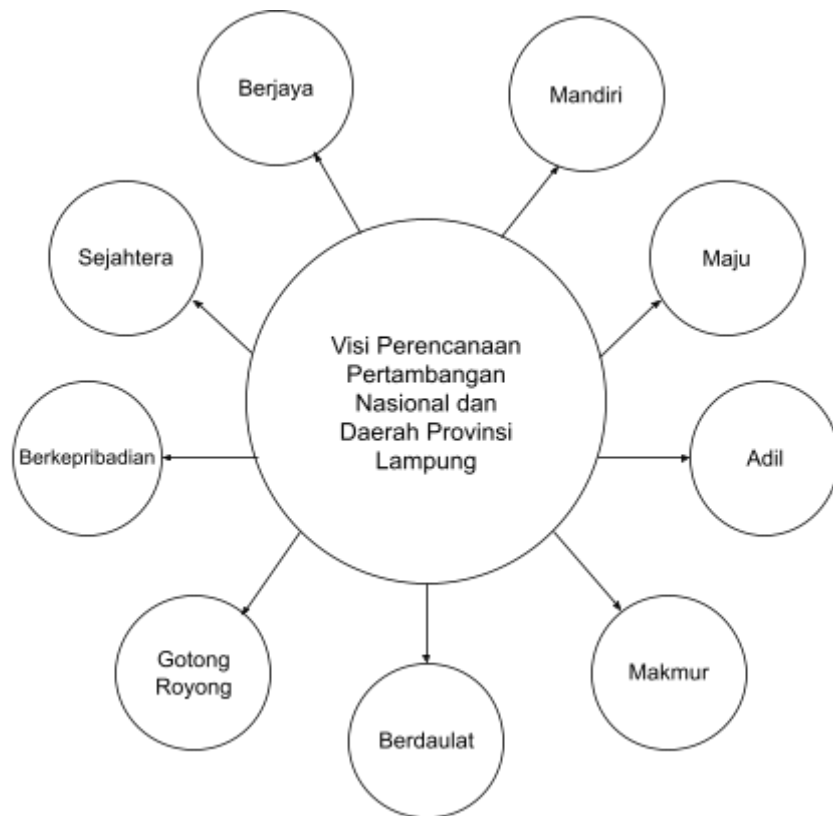 Berjaya
Mandiri
Sejahtera
Maju
Visi Perencanaan
Pertambangan
Nasional dan
Daerah Provinsi
Lampung
Berkepribadian
Adil
Gotong
Royong
Makmur
Berdaulat